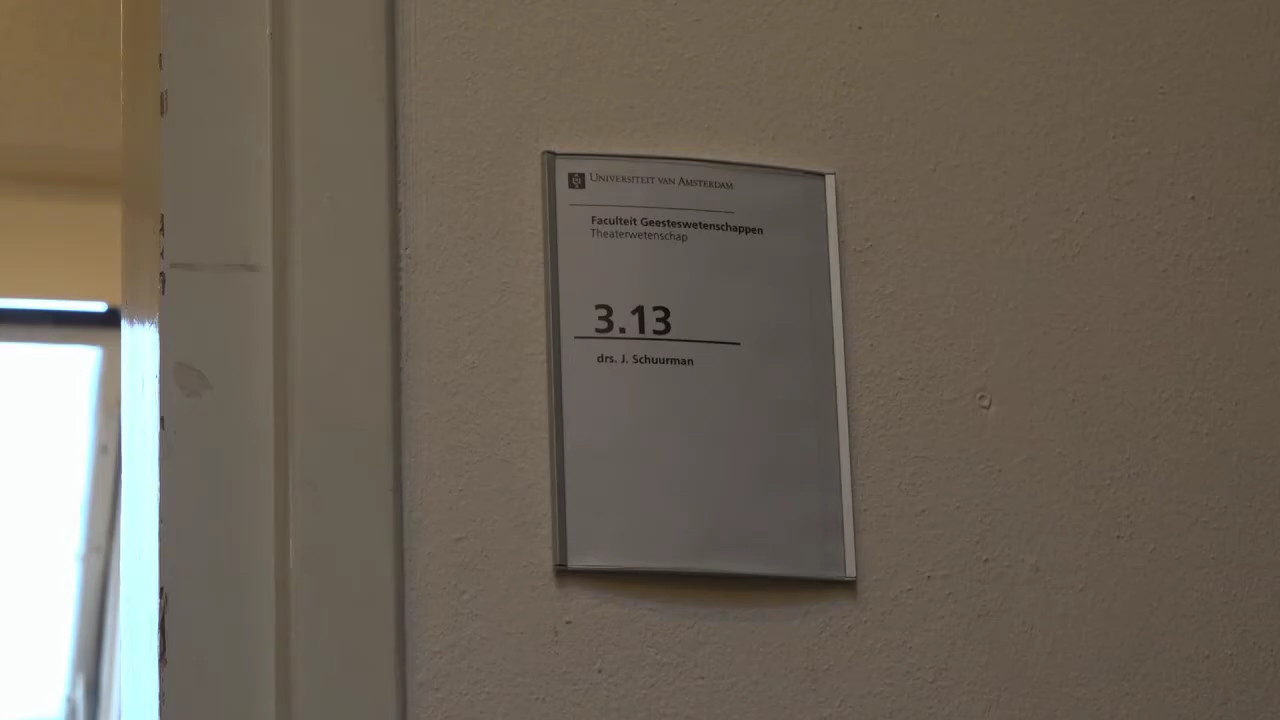 UNIVERSITEIT VAN AMSTERDAM
Faculteit Geesteswetenschappen
Theaterwetenschap
3.13
drs. J. Schuurman